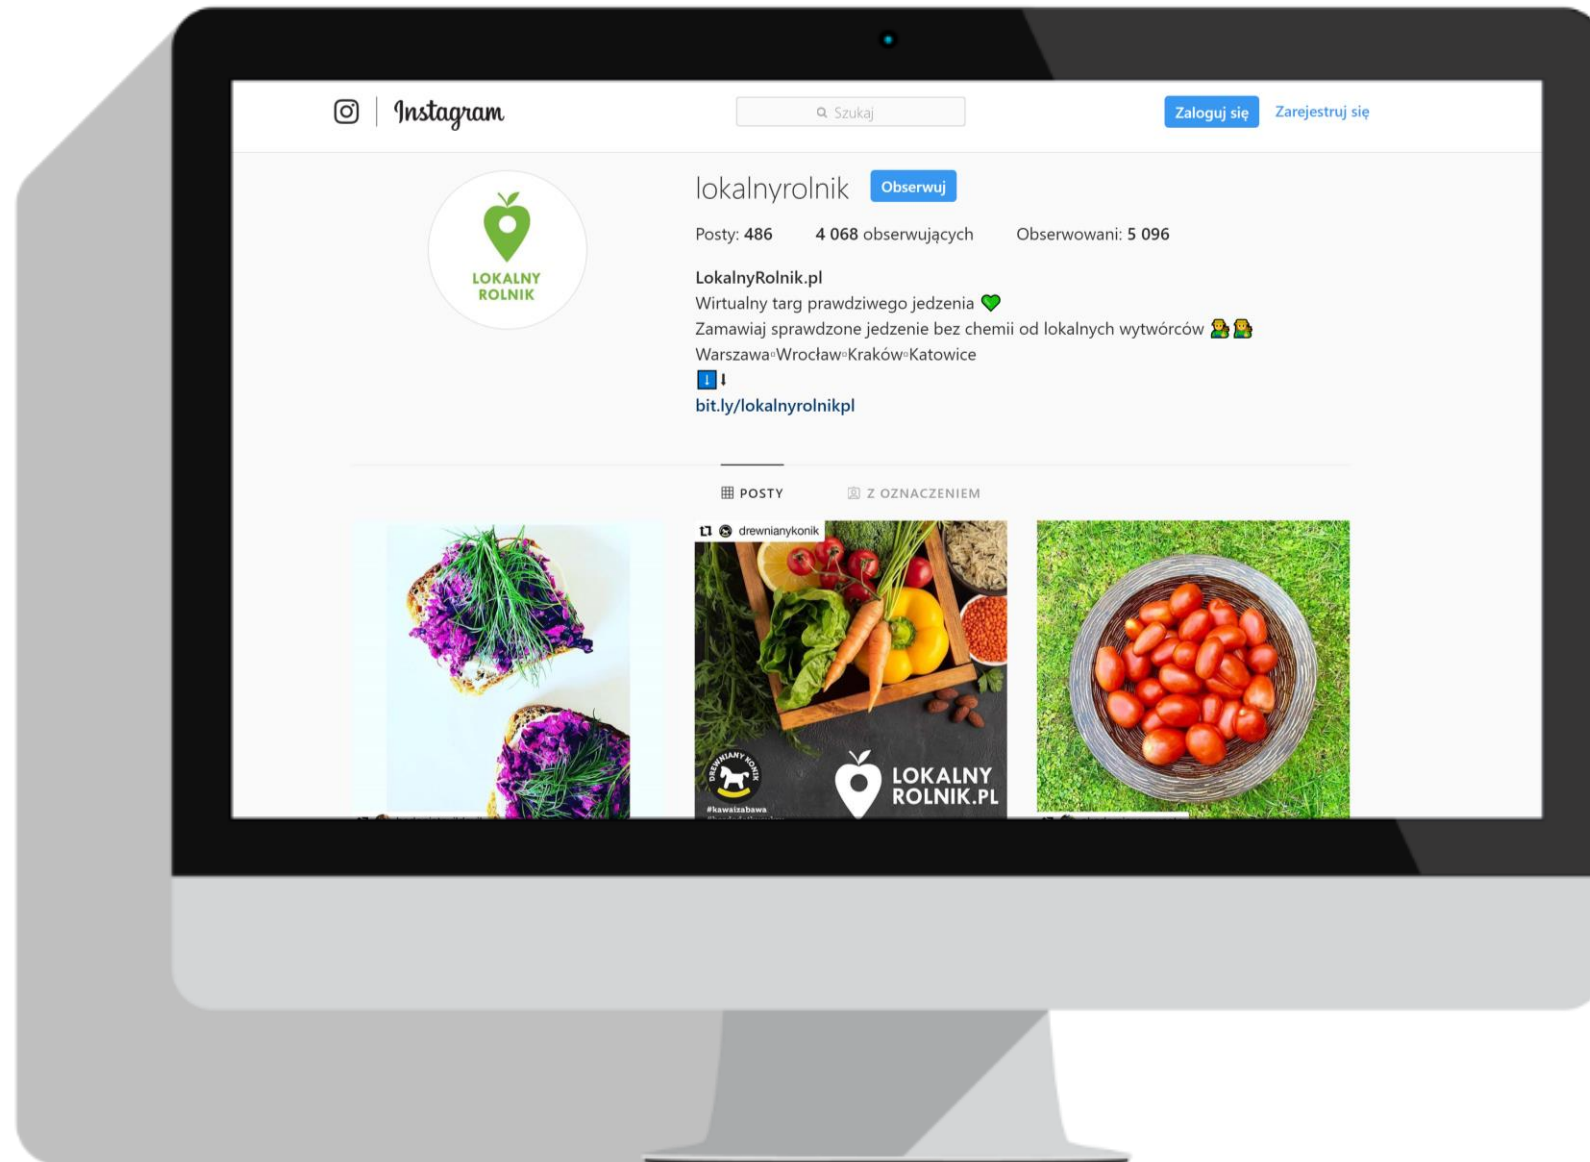 Instagram
Szukaj
Zaloguj się
Zarejestruj się
LOKALNY
ROLNIK
lokalnyrolnik
Obserwuj
Posty: 486 4 068 obserwujących Obserwowani: 5 096
LokalnyRolnik.pl
Wirtualny targ prawdziwego jedzenia 💚
Zamawiaj sprawdzone jedzenie bez chemii od lokalnych wytwórców
Warszawa▫Wrocław▫Kraków▫Katowice
bit.ly/lokalnyrolnikpl
POSTY
Z OZNACZENIEM
drewnianykonik
DREWNIANY KONIK
#kawaizabawa
LOKALNY
ROLNIK.PL